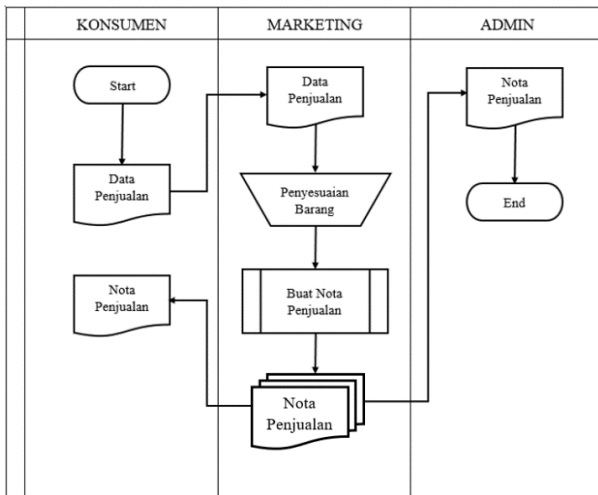 KONSUMEN
MARKETING
ADMIN
Start
Data
Penjualan
Nota
Penjualan
Data
Penjualan
Penyesuaian
Barang
Buat Nota
Penjualan
Nota
Penjualan
Nota
Penjualan
End